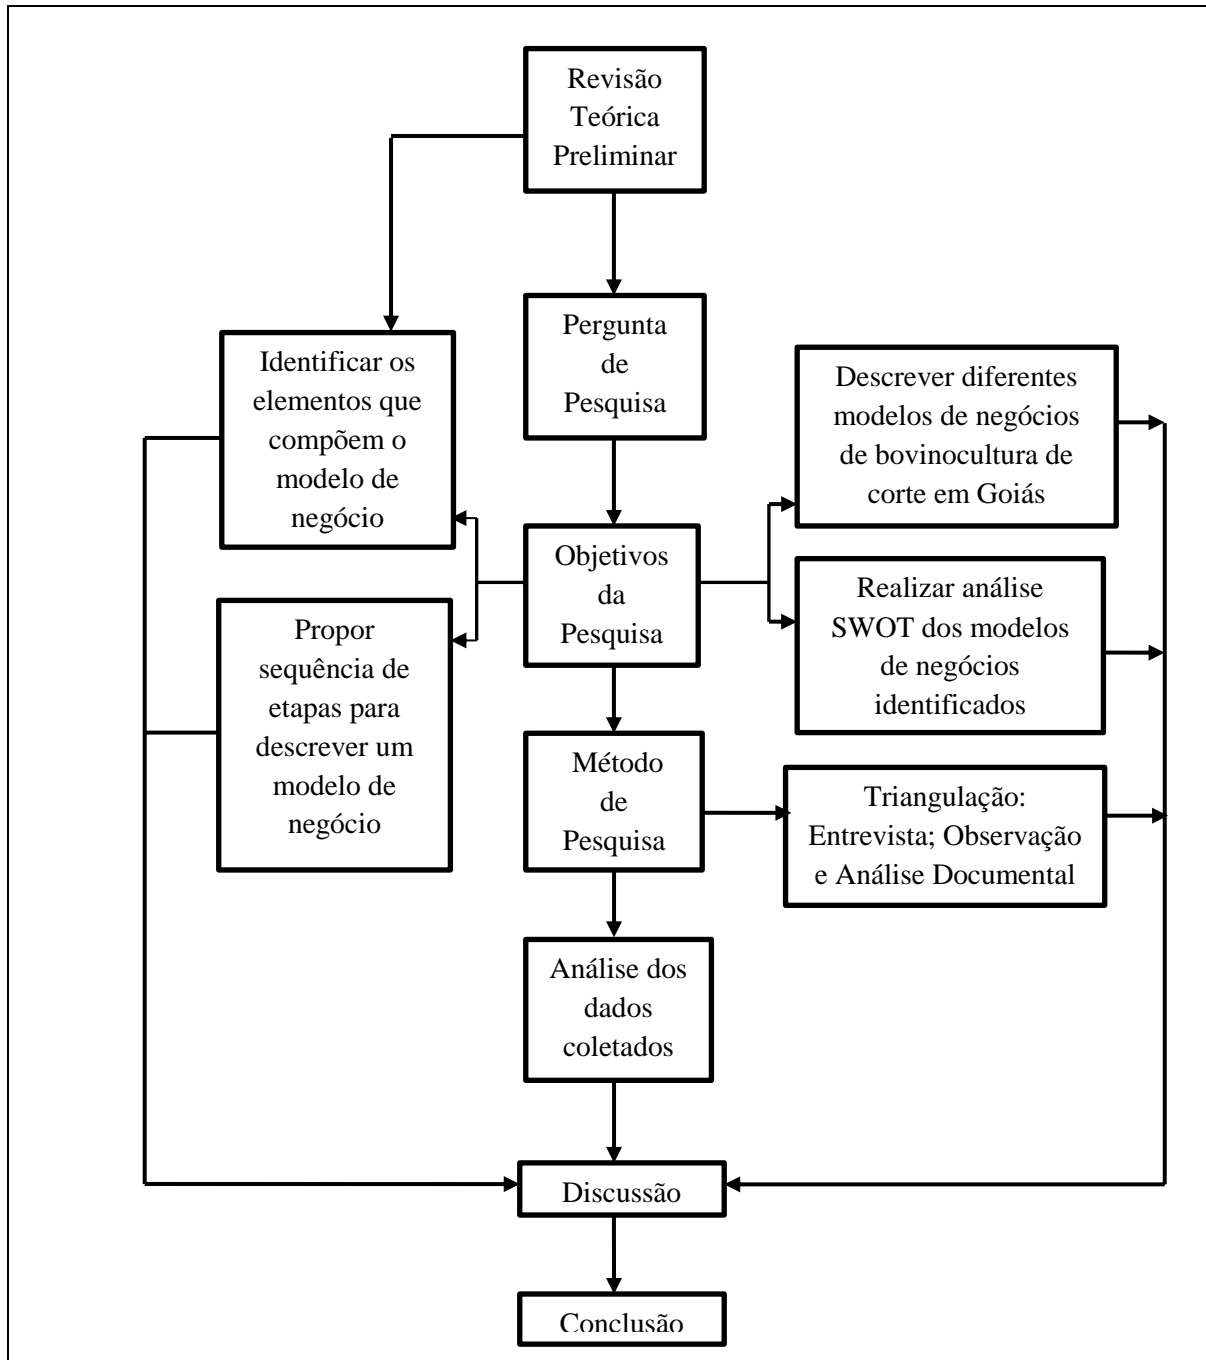 Revisão
Teórica
Preliminar
Pergunta
de
Pesquisa
Identificar os
elementos que
compõem o
modelo de
negócio
Descrever diferentes
modelos de negócios
de bovinocultura de
corte em Goiás
Objetivos
da
Pesquisa
Realizar análise
SWOT dos modelos
de negócios
identificados
Propor
sequência de
etapas para
descrever um
modelo de
negócio
Método
de
Pesquisa
Triangulação:
Entrevista; Observação
e Análise Documental
Análise dos
dados
coletados
Discussão
Conclusão